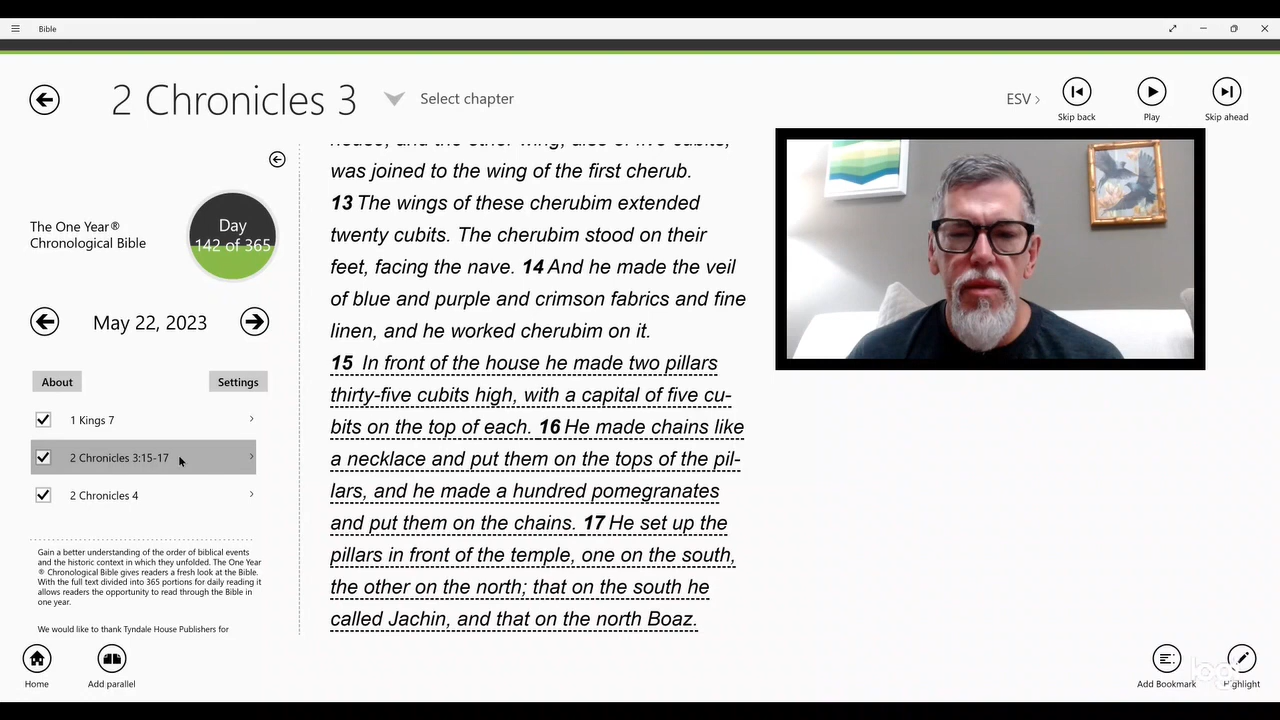 Bible
2 Chronicles 3
Select chapter
ESV
Skip back
Play
Skip ahead
The One Year®
Chronological Bible
Day
142 of 365
May 22, 2023
About
Settings
1 Kings 7
2 Chronicles 3:15-17
2 Chronicles 4
Gain a better understanding of the order of biblical events
and the historic context in which they unfolded. The One Year
® Chronological Bible gives readers a fresh look at the Bible.
With the full text divided into 365 portions for daily reading it
allows readers the opportunity to read through the Bible in
one year.
We would like to thank Tyndale House Publishers for
house, and the other wing, also of five cubits,
was joined to the wing of the first cherub.
13 The wings of these cherubim extended
twenty cubits. The cherubim stood on their
feet, facing the nave. 14 And he made the veil
of blue and purple and crimson fabrics and fine
linen, and he worked cherubim on it.
15 In front of the house he made two pillars
thirty-five cubits high, with a capital of five cu-
bits on the top of each. 16 He made chains like
a necklace and put them on the tops of the pil-
lars, and he made a hundred pomegranates
and put them on the chains. 17 He set up the
pillars in front of the temple, one on the south,
the other on the north; that on the south he
called Jachin, and that on the north Boaz.
Home
Add parallel
Add Bookmark
Highlight
logi